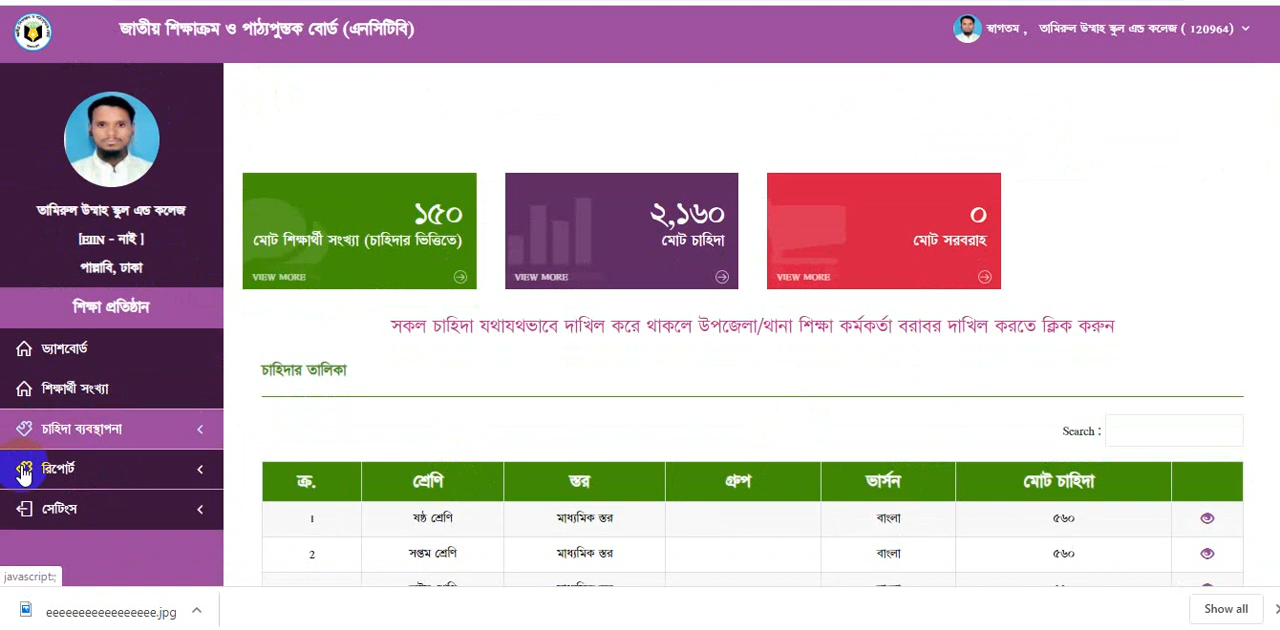 জাতীয় শিক্ষাক্রম ও পাঠ্যপুস্তক বোর্ড (এনসিটিবি)
স্বাগতম , তামিরুল উম্মাহ স্কুল এন্ড কলেজ ( 120964)
তামিরুল উম্মাহ স্কুল এন্ড কলেজ
[EIIN - নাই ]
পাল্লবি, ঢাকা
শিক্ষা প্রতিষ্ঠান
ড্যাশবোর্ড
শিক্ষার্থী সংখ্যা
চাহিদা ব্যবস্থাপনা
রিপোর্ট
সেটিংস
১৫০
মোট শিক্ষার্থী সংখ্যা (চাহিদার ভিত্তিতে)
VIEW MORE
২,১৬০
মোট চাহিদা
VIEW MORE
০
মোট সরবরাহ
VIEW MORE
সকল চাহিদা যথাযথভাবে দাখিল করে থাকলে উপজেলা/থানা শিক্ষা কর্মকর্তা বরাবর দাখিল করতে ক্লিক করুন
চাহিদার তালিকা
Search :
ক্র. শ্রেণি স্তর গ্রুপ ভার্সন মোট চাহিদা
1 ষষ্ঠ শ্রেণি মাধ্যমিক স্তর বাংলা ৫৬০
2 সপ্তম শ্রেণি মাধ্যমিক স্তর বাংলা ৫৬০
javascript:;
eeeeeeeeeeeeeeeee.jpg
Show all